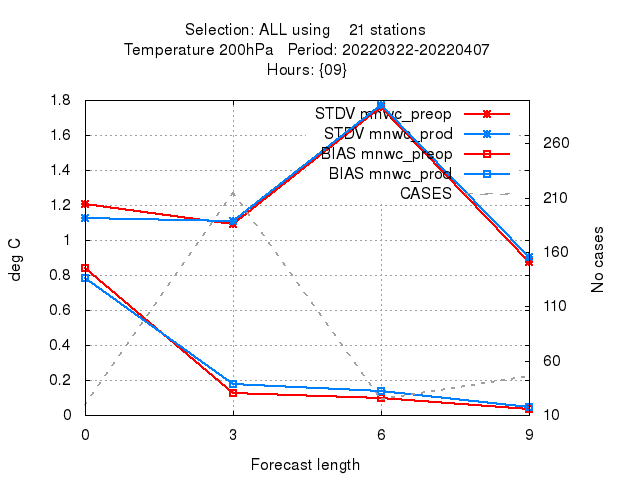 Selection: ALL using    21 stations
Temperature 200hPa   Period: 20220322-20220407
Hours: {09}
STDV mnwc_preop
STDV mnwc_prod
BIAS mnwc_preop
BIAS mnwc_prod
CASES
deg C
1.8
1.6
1.4
1.2
1
0.8
0.6
0.4
0.2
0
No cases
260
210
160
110
60
10
0 3 6 9
Forecast length